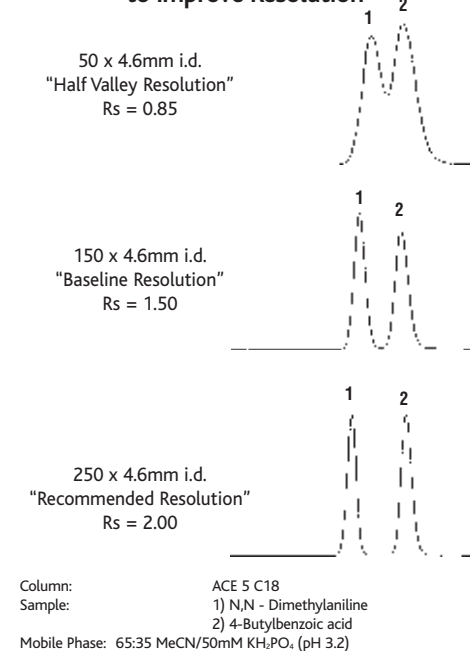 to Improve Resolution
1 2
50 x 4.6mm i.d.
“Half Valley Resolution”
Rs = 0.85
1 2
150 x 4.6mm i.d.
“Baseline Resolution”
Rs = 1.50
1 2
250 x 4.6mm i.d.
“Recommended Resolution”
Rs = 2.00
Column: ACE 5 C18
Sample: 1) N,N - Dimethylaniline
2) 4-Butylbenzoic acid
Mobile Phase: 65:35 MeCN/50mM KH₂PO₄ (pH 3.2)